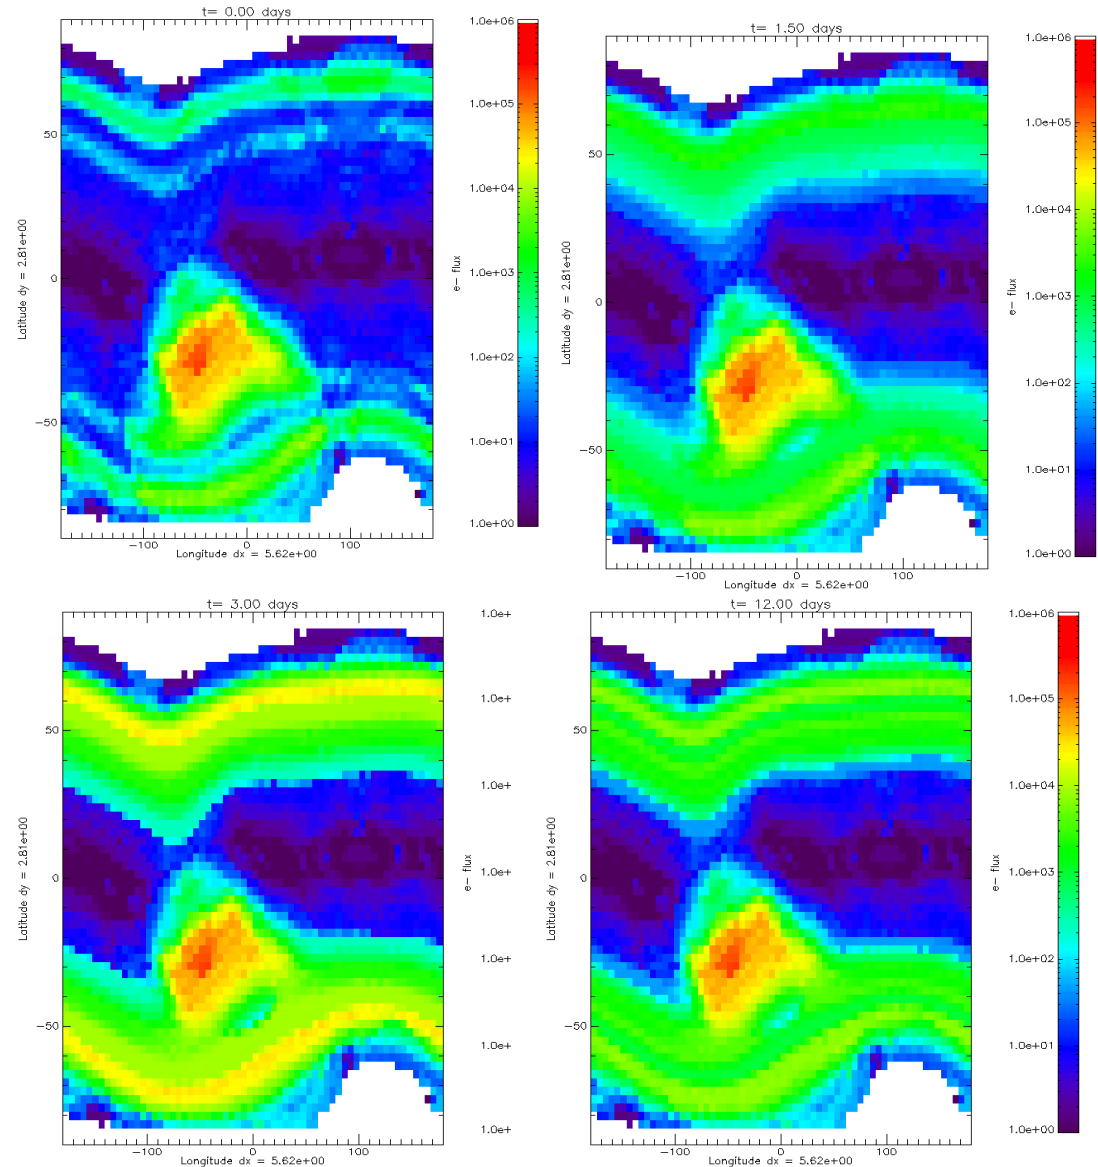 t= 0.00 days
1.0e+06
1.0e+05
1.0e+04
1.0e+03
1.0e+02
1.0e+01
1.0e+00
e- flux
50
0
-50
Latitude dy = 2.81e+00
-100
0
100
Longitude dx = 5.62e+00
t= 1.50 days
1.0e+06
1.0e+05
1.0e+04
1.0e+03
1.0e+02
1.0e+01
1.0e+00
e- flux
50
0
-50
Latitude dy = 2.81e+00
-100
0
100
Longitude dx = 5.62e+00
t= 3.00 days
1.0e+
1.0e+
1.0e+
1.0e+
1.0e+
1.0e+
1.0e+
e- flux
50
0
-50
Latitude dy = 2.81e+00
-100
0
100
Longitude dx = 5.62e+00
t= 12.00 days
1.0e+06
1.0e+05
1.0e+04
1.0e+03
1.0e+02
1.0e+01
1.0e+00
e- flux
50
0
-50
Latitude dy = 2.81e+00
-100
0
100
Longitude dx = 5.62e+00